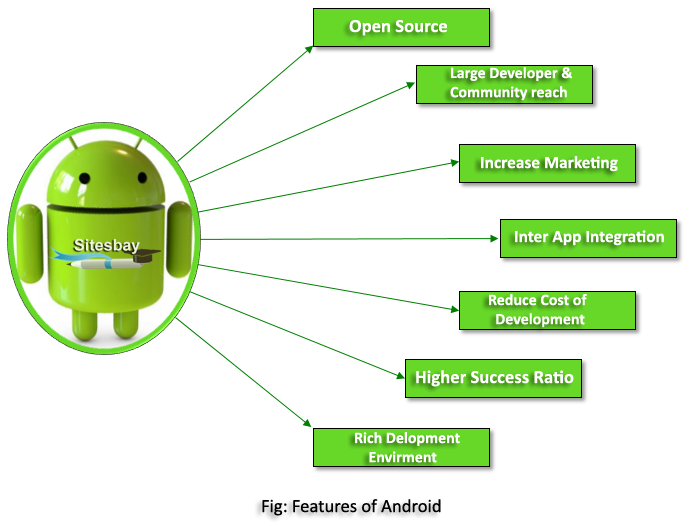 Open Source
Large Developer &
Community reach
Increase Marketing
Sitesbay
Inter App Integration
Reduce Cost of
Development
Higher Success Ratio
Rich Delopment
Envirment
Fig: Features of Android